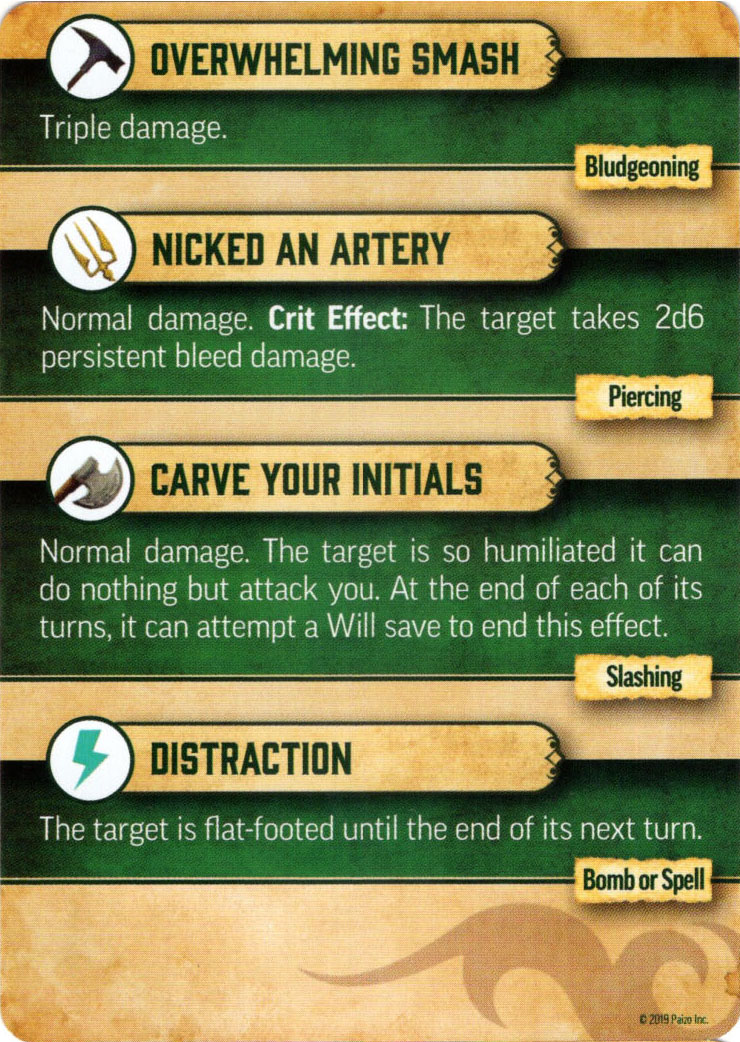 OVERWHELMING SMASH
Triple damage.
Bludgeoning
NICKED AN ARTERY
Normal damage. Crit Effect: The target takes 2d6
persistent bleed damage.
Piercing
CARVE YOUR INITIALS
Normal damage. The target is so humiliated it can
do nothing but attack you. At the end of each of its
turns, it can attempt a Will save to end this effect.
Slashing
DISTRACTION
The target is flat-footed until the end of its next turn.
Bomb or Spell
© 2019 Paizo Inc.